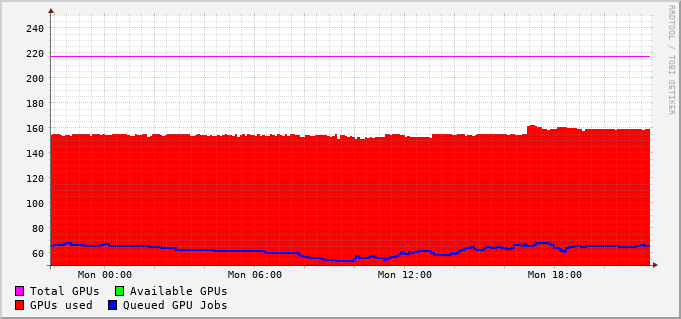 RRDTOOL / TOBI OETIKER
240
220
200
180
160
140
120
100
80
60
Mon 00:00 Mon 06:00 Mon 12:00 Mon 18:00
Total GPUs Available GPUs
GPUs used Queued GPU Jobs